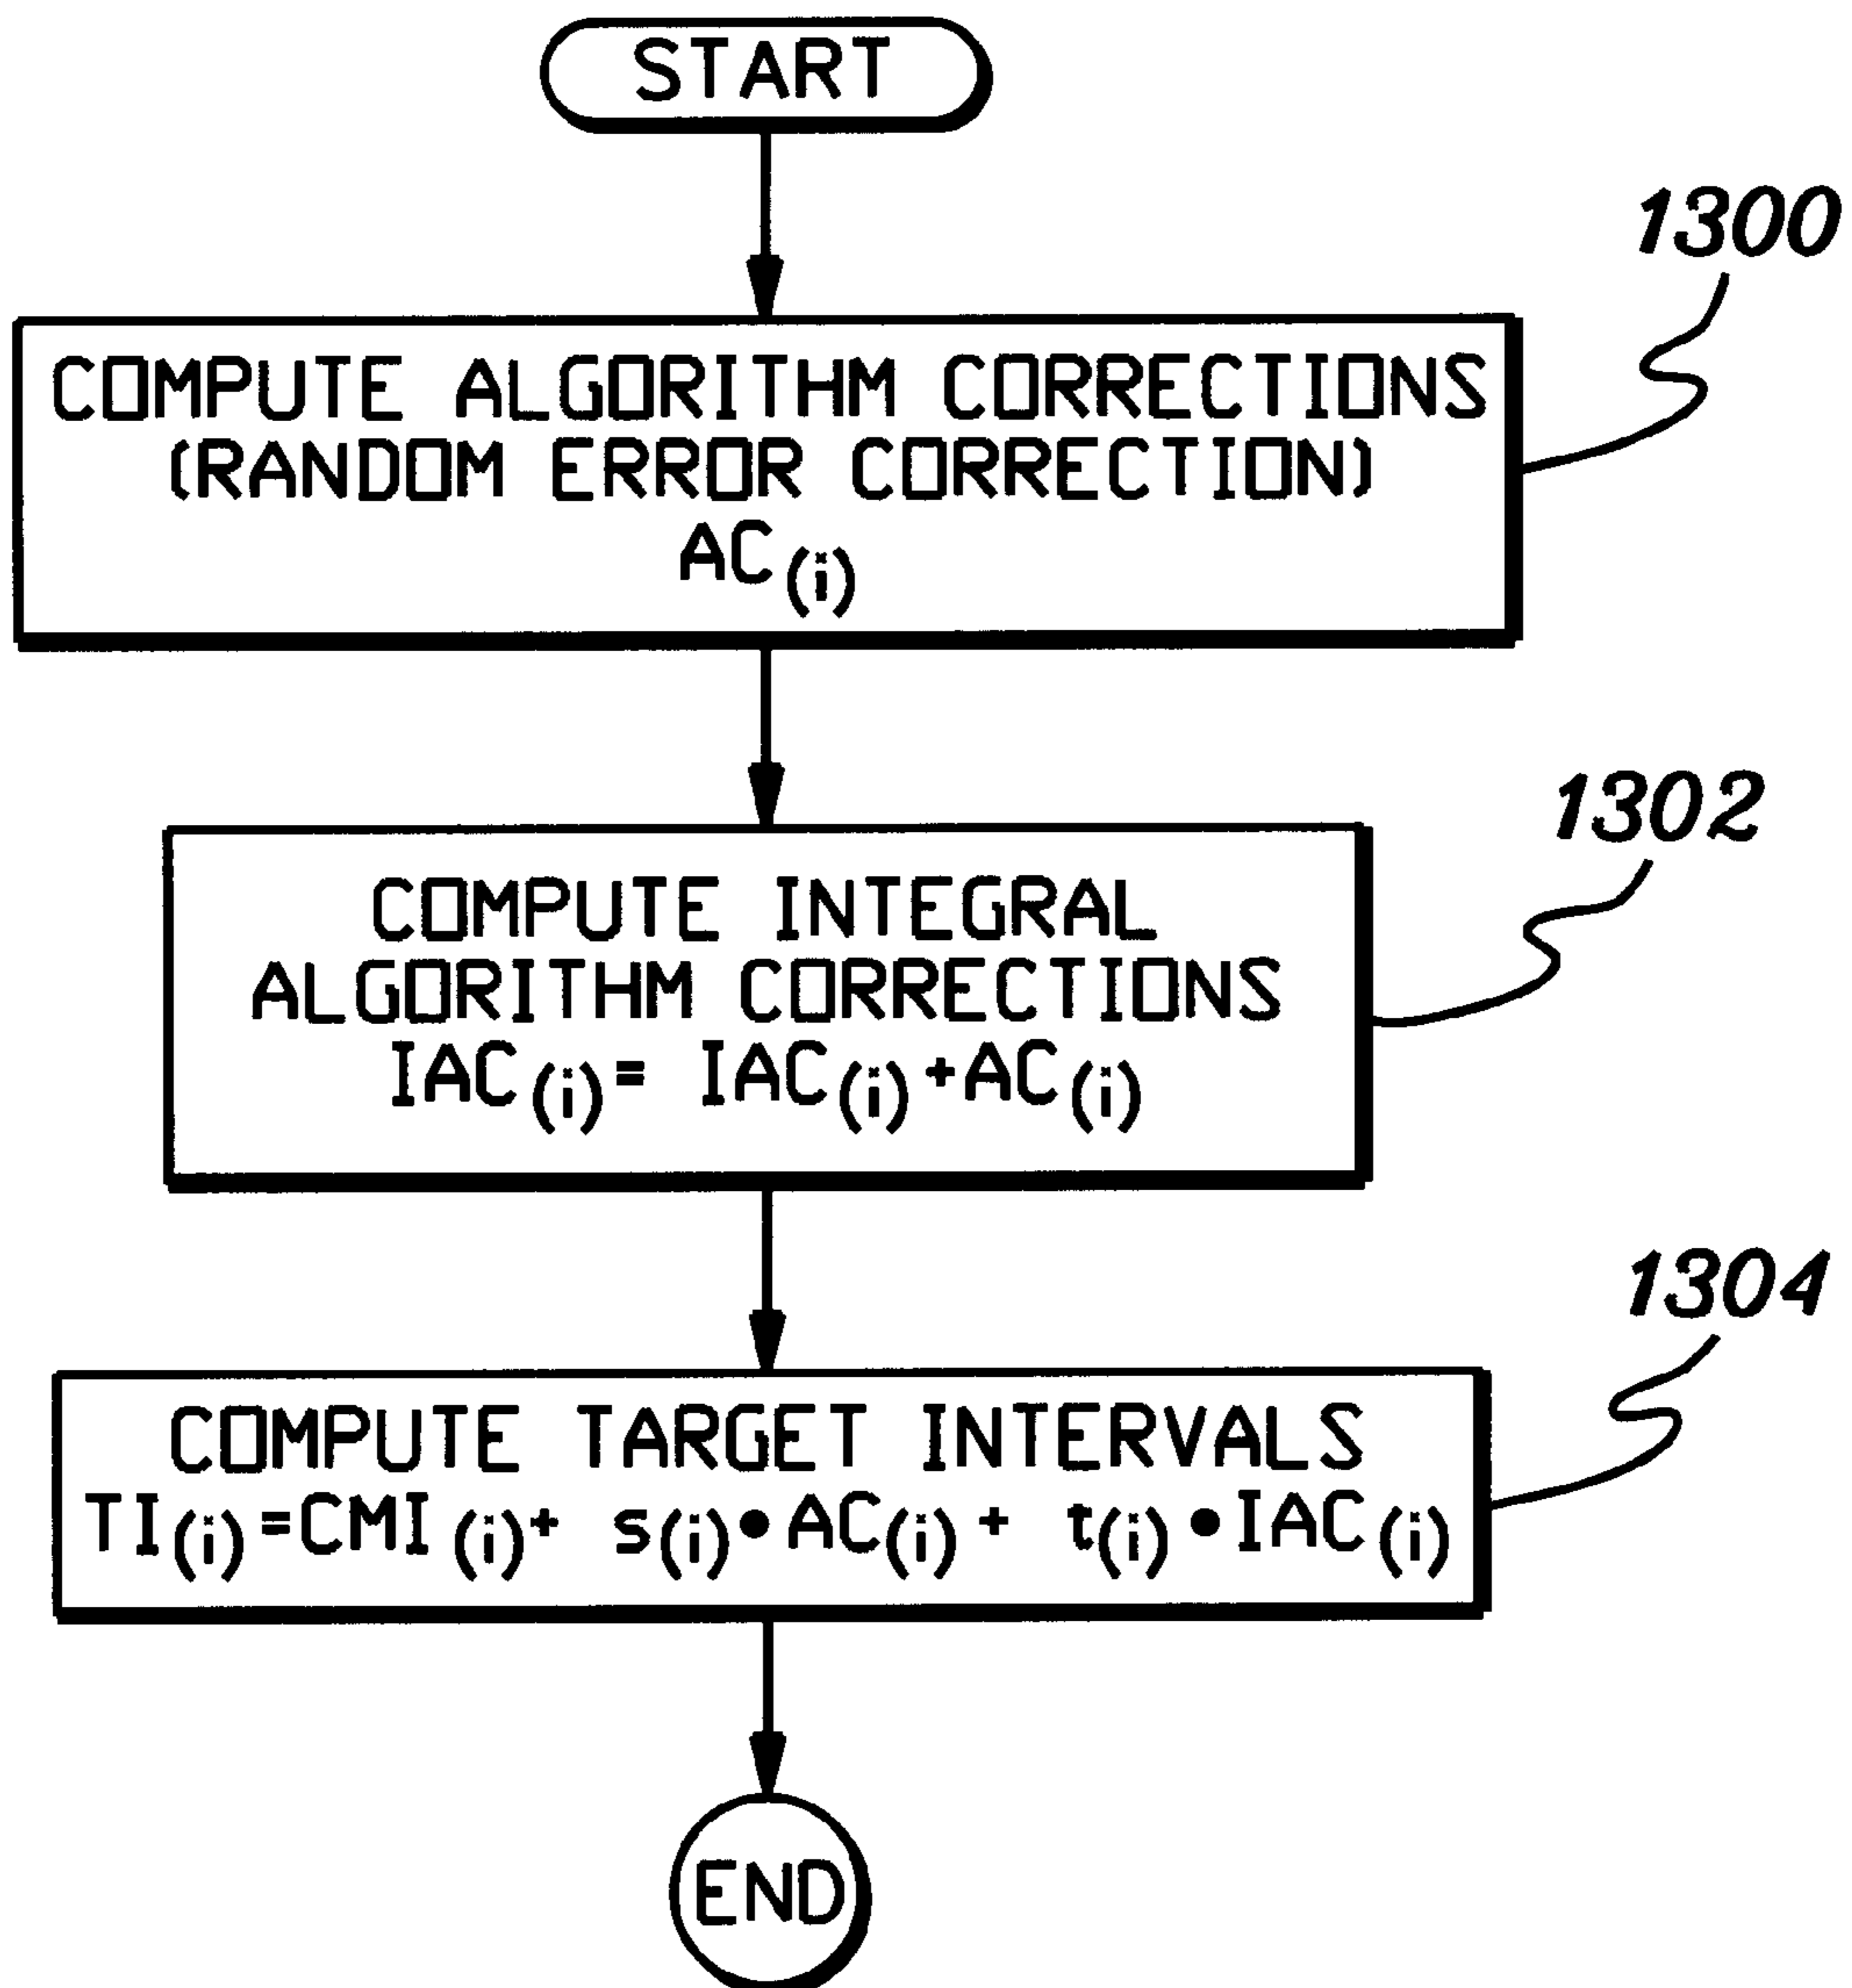 START
1300
COMPUTE ALGORITHM CORRECTIONS
(RANDOM ERROR CORRECTION)
AC(i)
1302
COMPUTE INTEGRAL
ALGORITHM CORRECTIONS
IAC(i)= IAC(i)+AC(i)
1304
COMPUTE TARGET INTERVALS
TI(i)=CMI(i)+ s(i)●AC(i)+ t(i)●IAC(i)
END